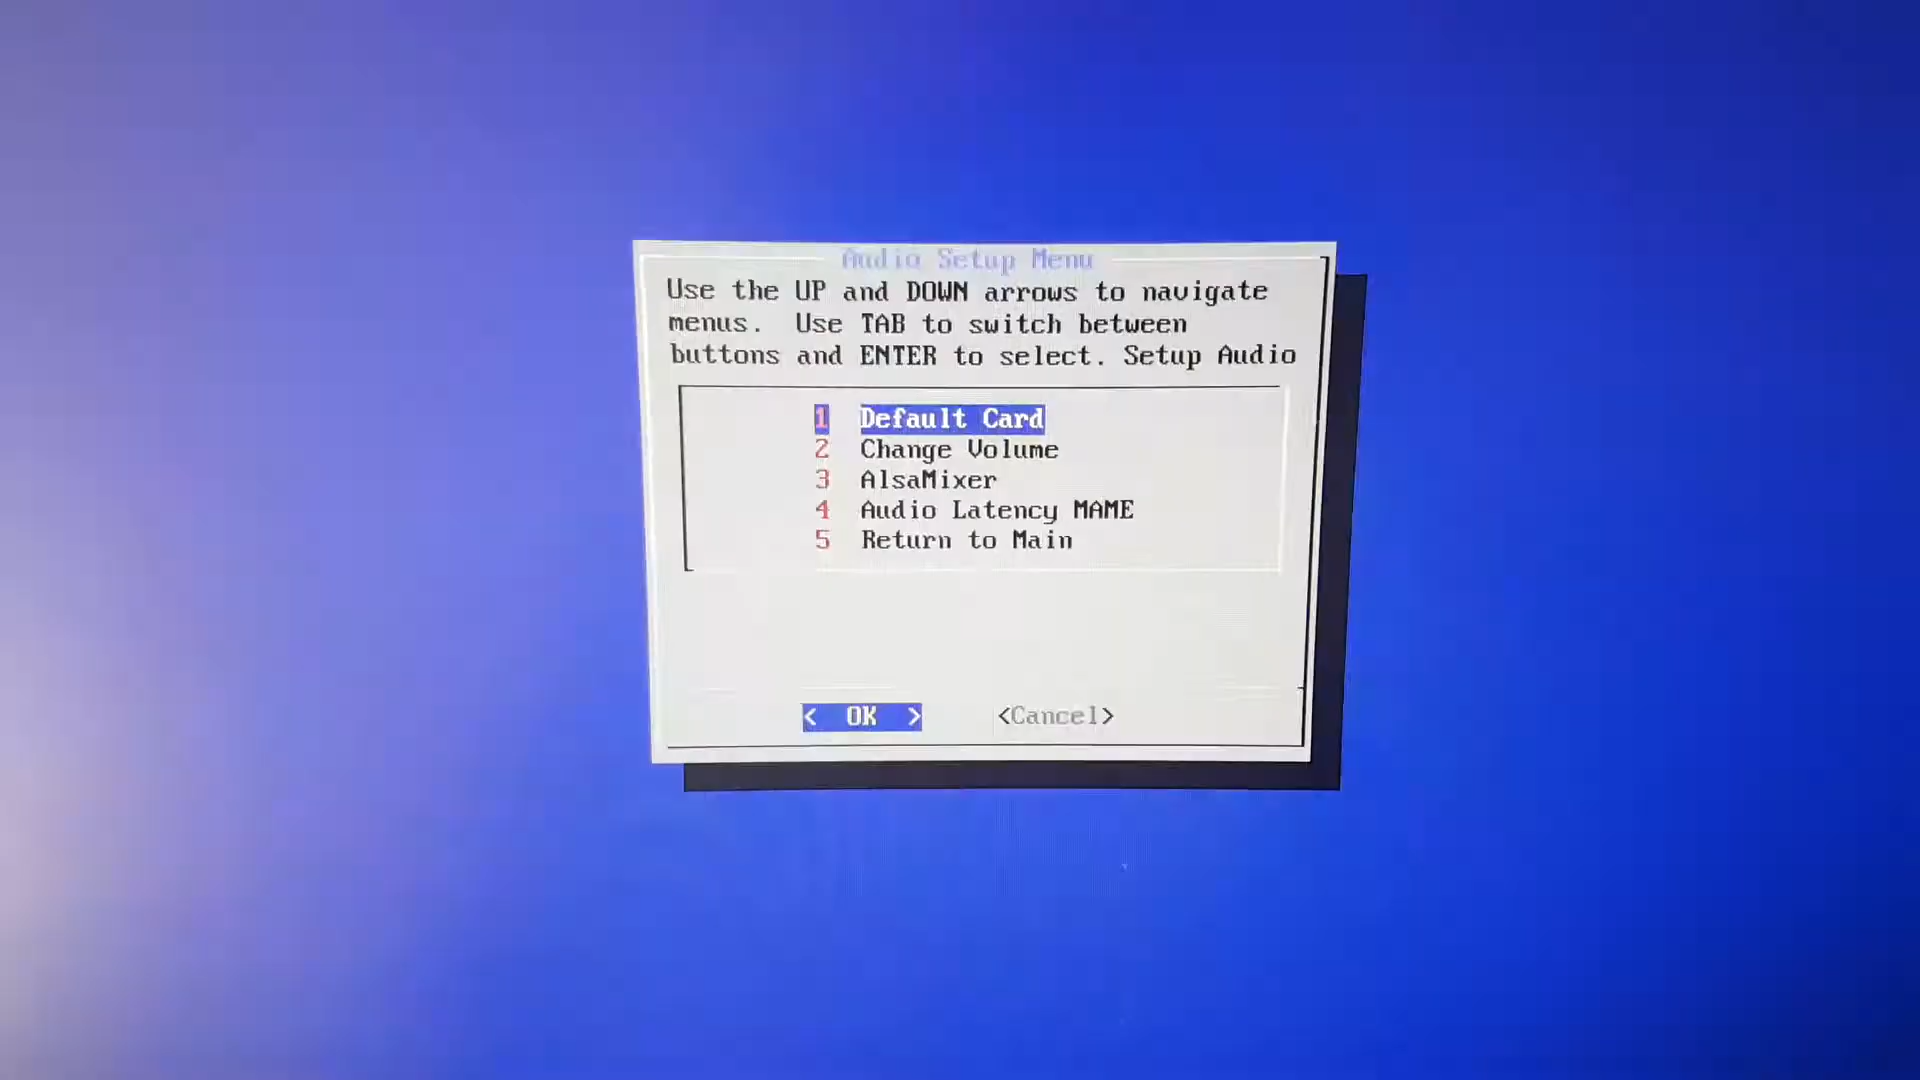 Audio Setup Menu
Use the UP and DOWN arrows to navigate
menus.  Use TAB to switch between
buttons and ENTER to select. Setup Audio
1 Default Card
2 Change Volume
3 AlsaMixer
4 Audio Latency MAME
5 Return to Main
< OK > <Cancel>